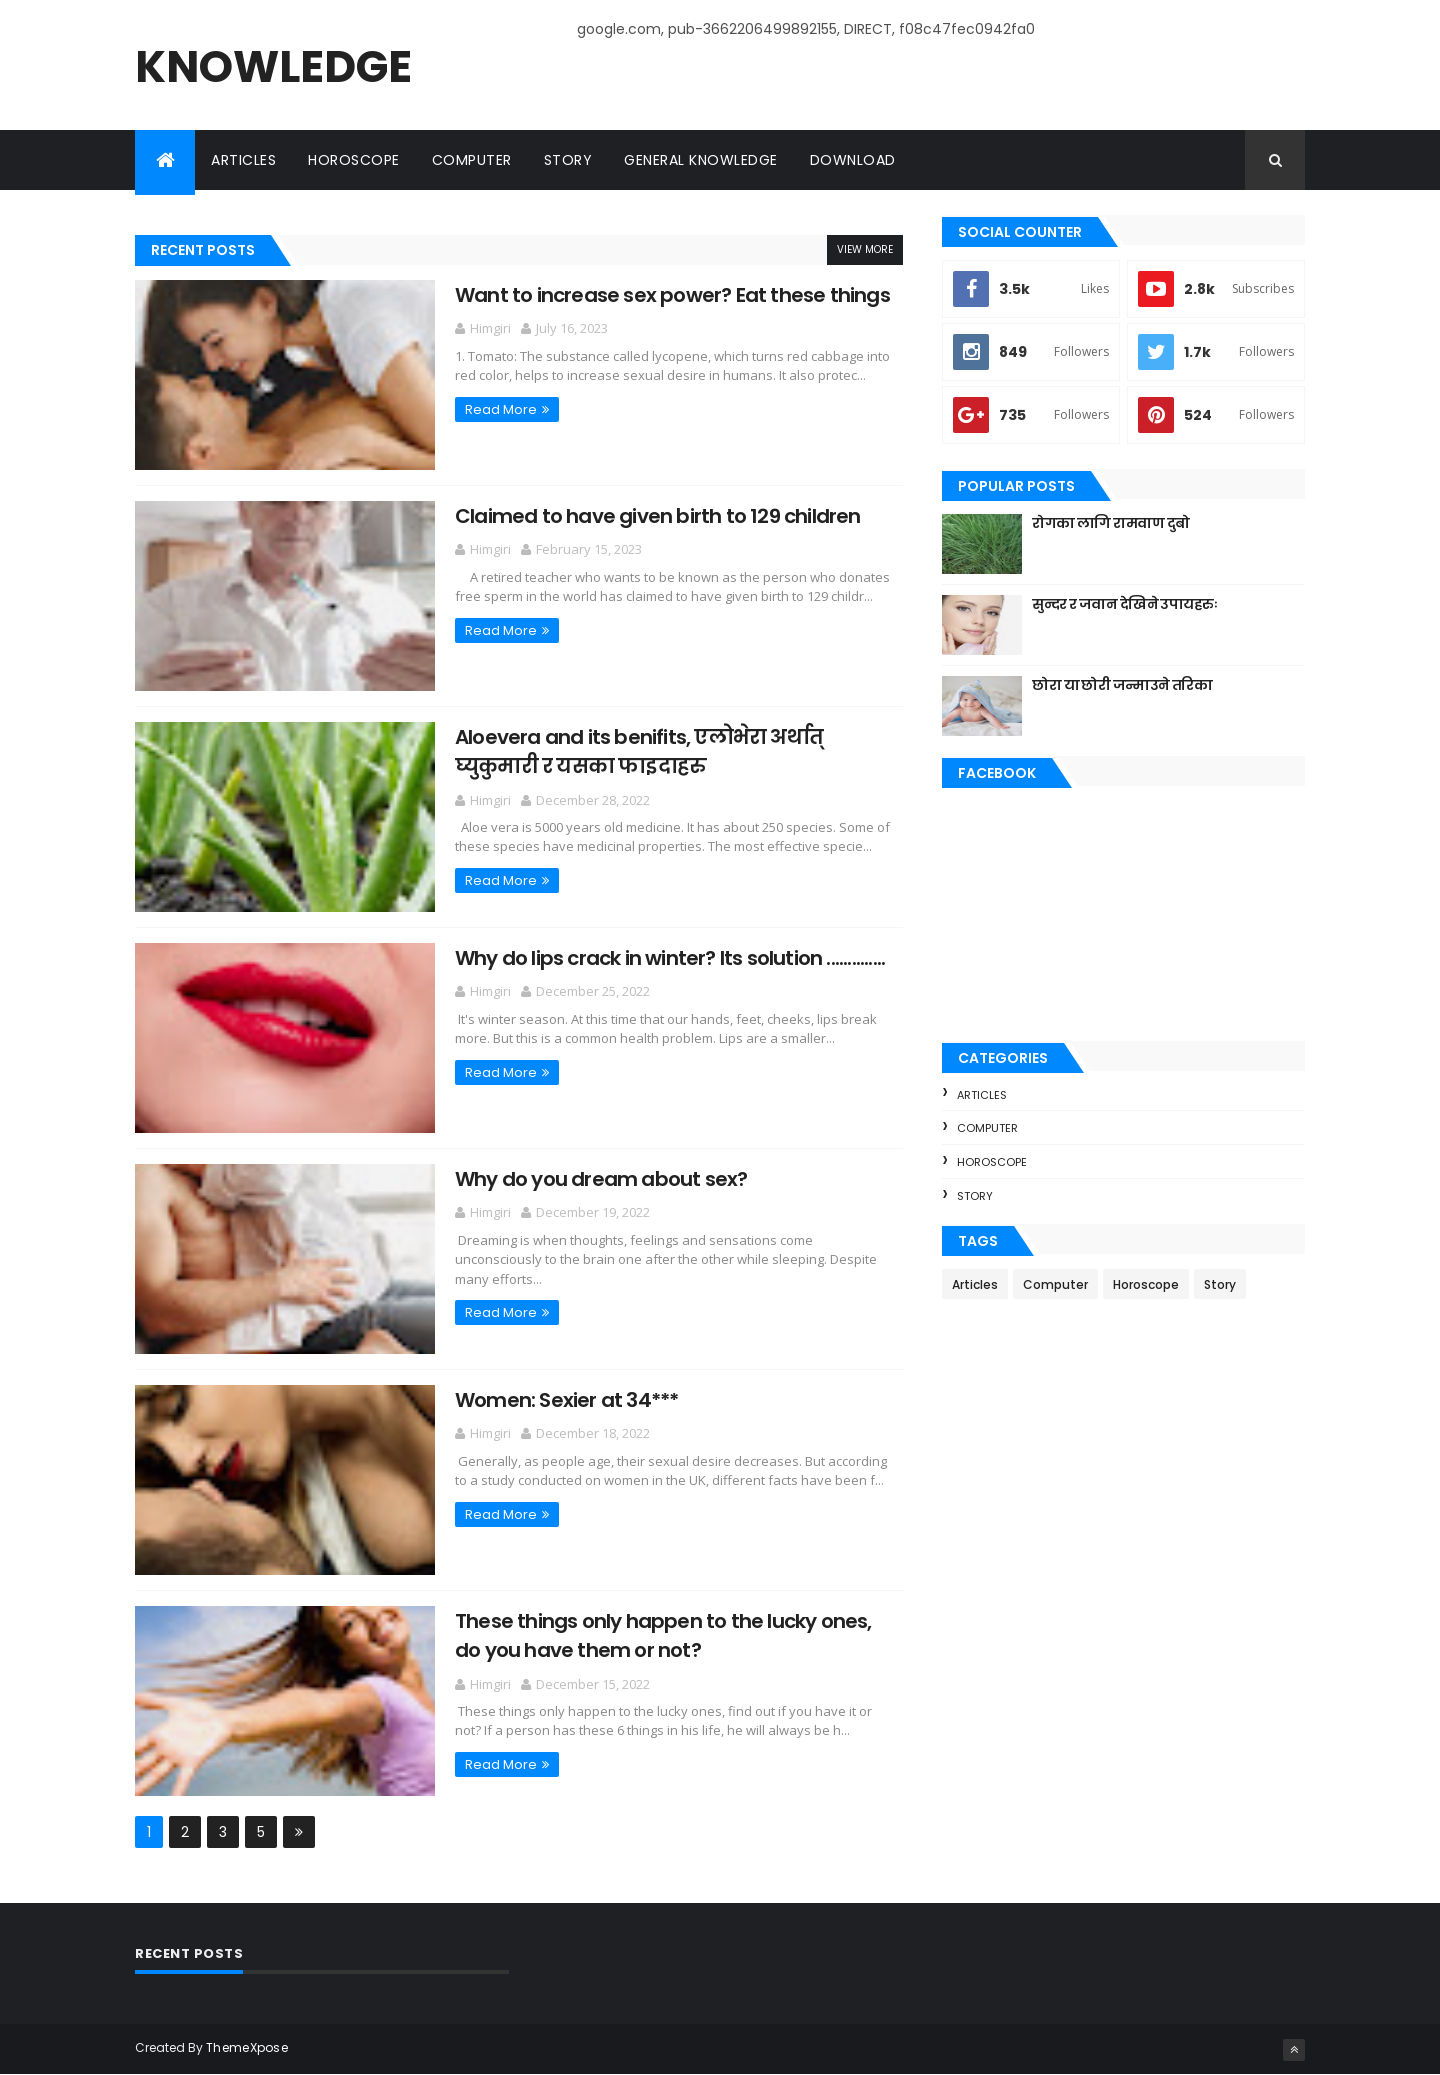 google.com, pub-3662206499892155, DIRECT, f08c47fec0942fa0
KNOWLEDGE
ARTICLES HOROSCOPE COMPUTER STORY GENERAL KNOWLEDGE DOWNLOAD
RECENT POSTS
VIEW MORE
Want to increase sex power? Eat these things
Himgiri July 16, 2023
1. Tomato: The substance called lycopene, which turns red cabbage into
red color, helps to increase sexual desire in humans. It also protec...
Read More »
Claimed to have given birth to 129 children
Himgiri February 15, 2023
A retired teacher who wants to be known as the person who donates
free sperm in the world has claimed to have given birth to 129 childr...
Read More »
Aloevera and its benifits, एलोभेरा अर्थात्
घ्युकुमारी र यसका फाइदाहरु
Himgiri December 28, 2022
Aloe vera is 5000 years old medicine. It has about 250 species. Some of
these species have medicinal properties. The most effective specie...
Read More »
Why do lips crack in winter? Its solution ..............
Himgiri December 25, 2022
It's winter season. At this time that our hands, feet, cheeks, lips break
more. But this is a common health problem. Lips are a smaller...
Read More »
Why do you dream about sex?
Himgiri December 19, 2022
Dreaming is when thoughts, feelings and sensations come
unconsciously to the brain one after the other while sleeping. Despite
many efforts...
Read More »
Women: Sexier at 34***
Himgiri December 18, 2022
Generally, as people age, their sexual desire decreases. But according
to a study conducted on women in the UK, different facts have been f...
Read More »
These things only happen to the lucky ones,
do you have them or not?
Himgiri December 15, 2022
These things only happen to the lucky ones, find out if you have it or
not? If a person has these 6 things in his life, he will always be h...
Read More »
1 2 3 5 »
SOCIAL COUNTER
3.5k Likes
2.8k Subscribes
849 Followers
1.7k Followers
G+ 735 Followers
524 Followers
POPULAR POSTS
रोगका लागि रामवाण दुबो
सुन्दर र जवान देखिने उपायहरुः
छोरा या छोरी जन्माउने तरिका
FACEBOOK
CATEGORIES
› ARTICLES
› COMPUTER
› HOROSCOPE
› STORY
TAGS
Articles Computer Horoscope Story
RECENT POSTS
Created By ThemeXpose